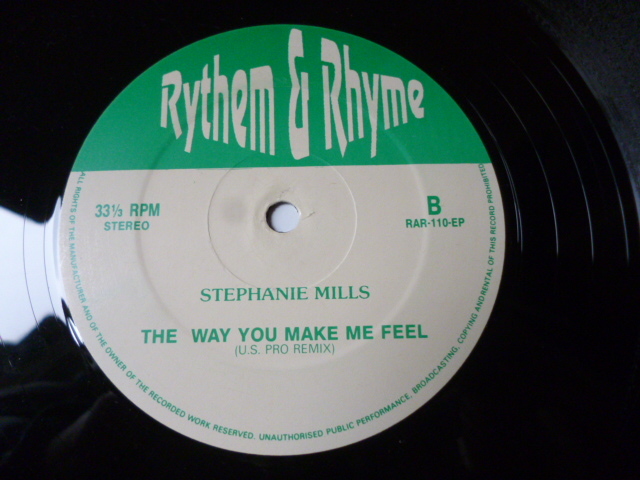 Rythem & Rhyme
33⅓ RPM
STEREO
B
RAR-110-EP
STEPHANIE MILLS
THE WAY YOU MAKE ME FEEL
(U.S. PRO REMIX)
ALL RIGHTS OF THE MANUFACTURER AND OF THE OWNER OF THE RECORDED WORK RESERVED. UNAUTHORISED PUBLIC PERFORMANCE, BROADCASTING, COPYING AND RENTAL OF THIS RECORD PROHIBITED